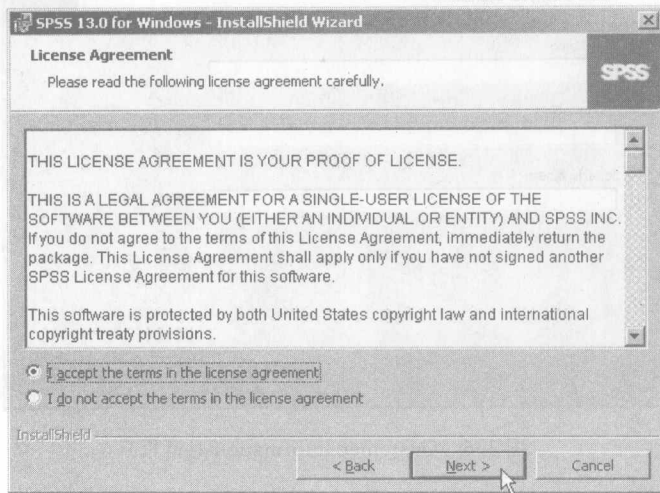 SPSS 13.0 for Windows - InstallShield Wizard
License Agreement
Please read the following license agreement carefully.
SPSS
THIS LICENSE AGREEMENT IS YOUR PROOF OF LICENSE.
THIS IS A LEGAL AGREEMENT FOR A SINGLE-USER LICENSE OF THE
SOFTWARE BETWEEN YOU (EITHER AN INDIVIDUAL OR ENTITY) AND SPSS INC.
If you do not agree to the terms of this License Agreement, immediately return the
package. This License Agreement shall apply only if you have not signed another
SPSS License Agreement for this software.
This software is protected by both United States copyright law and international
copyright treaty provisions.
I accept the terms in the license agreement
I do not accept the terms in the license agreement
InstallShield
< Back Next > Cancel